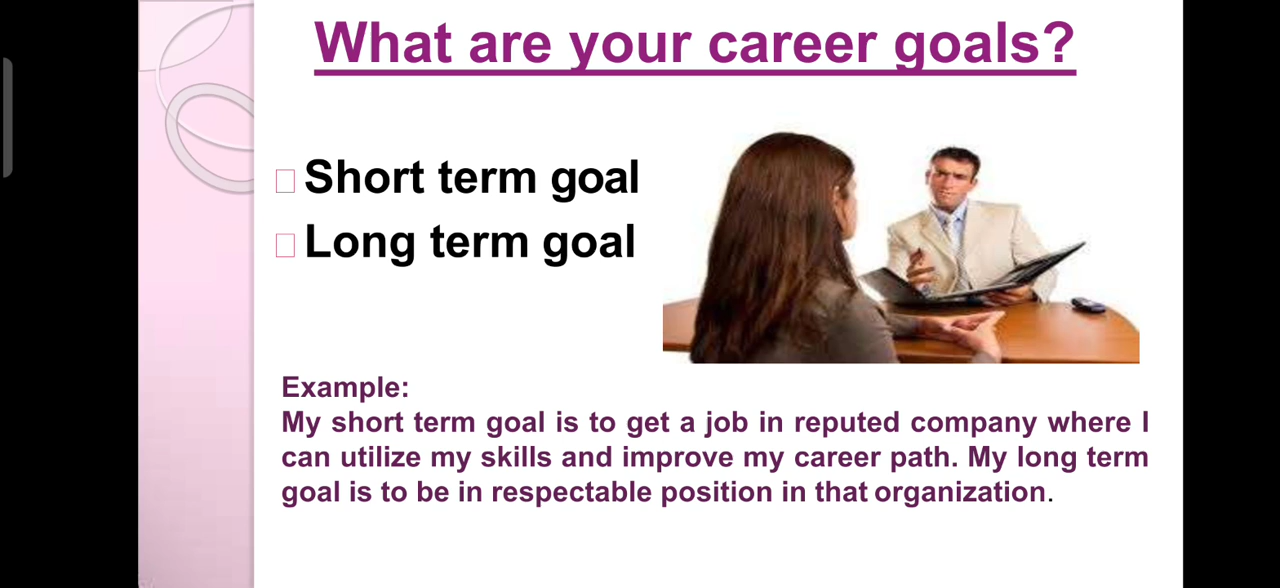 What are your career goals?
Short term goal
Long term goal
Example:
My short term goal is to get a job in reputed company where I
can utilize my skills and improve my career path. My long term
goal is to be in respectable position in that organization.